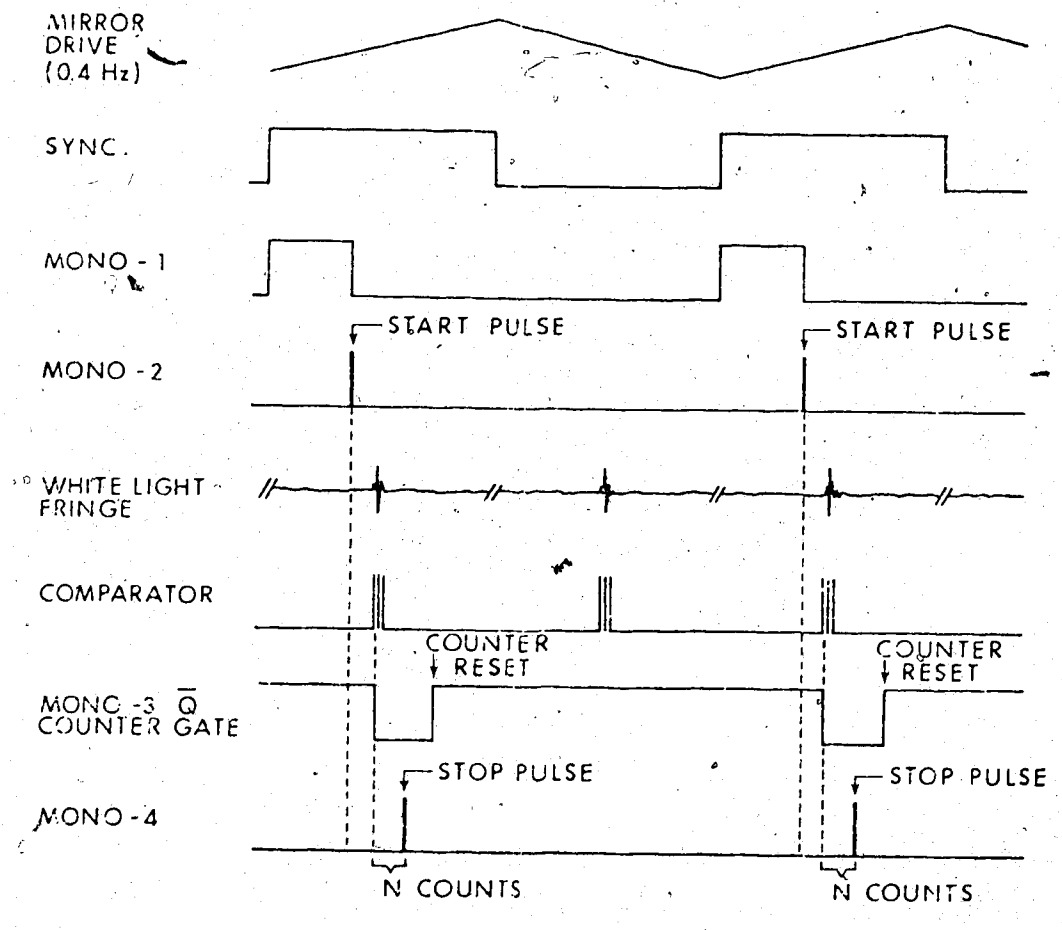 MIRROR
DRIVE
(0.4 Hz)
SYNC.
MONO - 1
START PULSE
START PULSE
MONO - 2
WHITE LIGHT
FRINGE
COMPARATOR
COUNTER
RESET
COUNTER
RESET
MONO - 3 Q̅
COUNTER GATE
STOP PULSE
STOP PULSE
MONO - 4
N COUNTS
N COUNTS